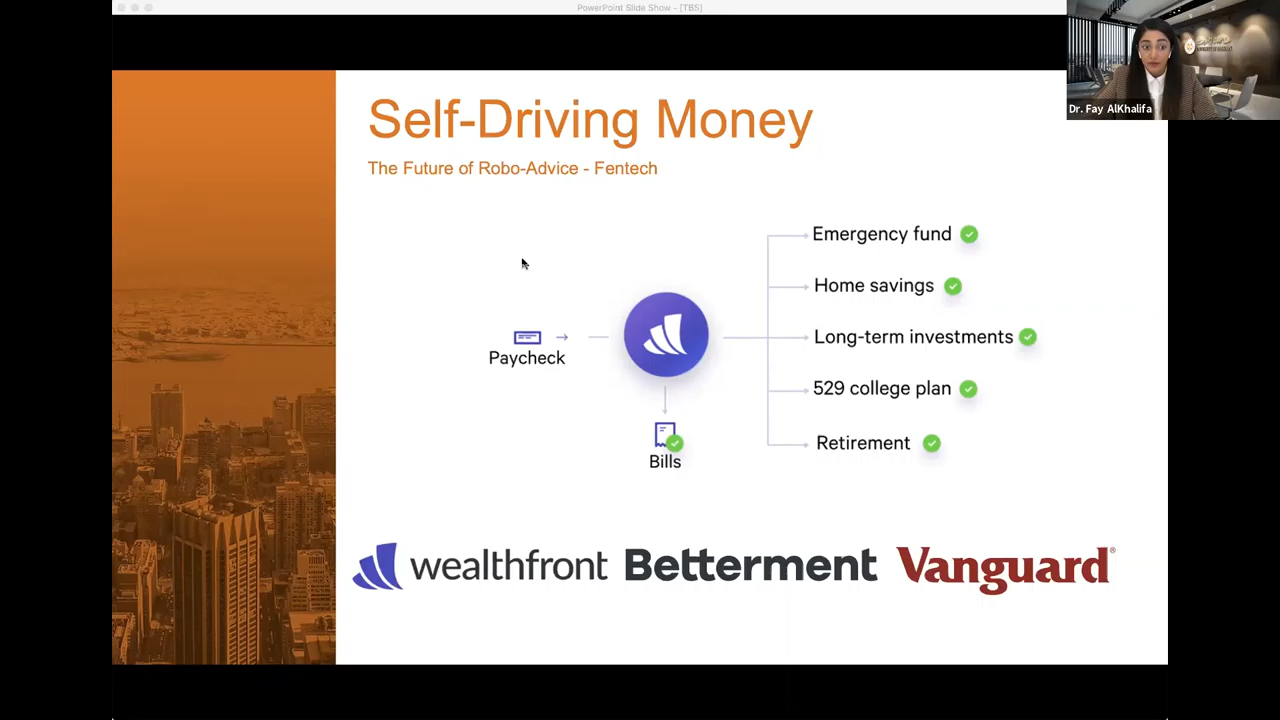 PowerPoint Slide Show - [TBS]
Dr. Fay AlKhalifa
Self-Driving Money
The Future of Robo-Advice - Fentech
Emergency fund
Home savings
Paycheck
Long-term investments
529 college plan
Retirement
Bills
wealthfront Betterment Vanguard®